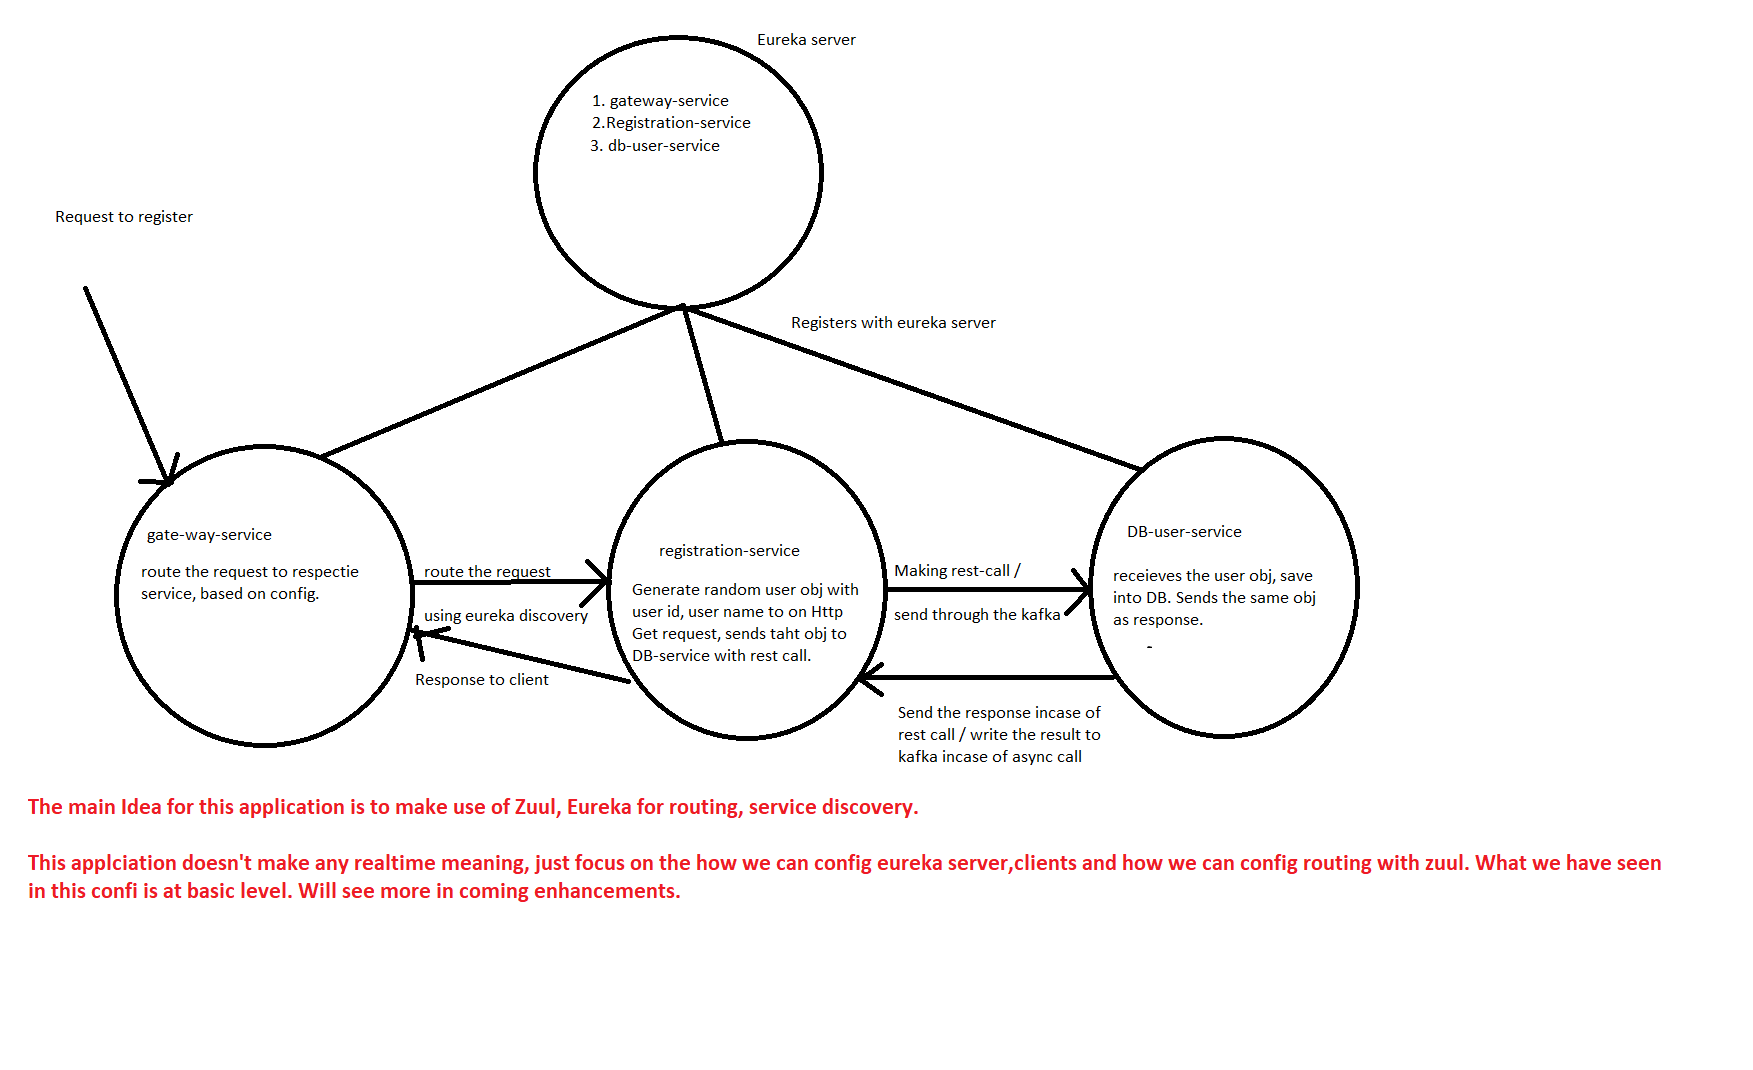 Eureka server
1. gateway-service
2.Registration-service
3. db-user-service
Request to register
Registers with eureka server
gate-way-service
route the request to respectie
service, based on config.
route the request
using eureka discovery
Response to client
registration-service
Generate random user obj with
user id, user name to on Http
Get request, sends taht obj to
DB-service with rest call.
Making rest-call /
send through the kafka
DB-user-service
receieves the user obj, save
into DB. Sends the same obj
as response.
-
Send the response incase of
rest call / write the result to
kafka incase of async call
The main Idea for this application is to make use of Zuul, Eureka for routing, service discovery.
This applciation doesn't make any realtime meaning, just focus on the how we can config eureka server,clients and how we can config routing with zuul. What we have seen
in this confi is at basic level. Will see more in coming enhancements.